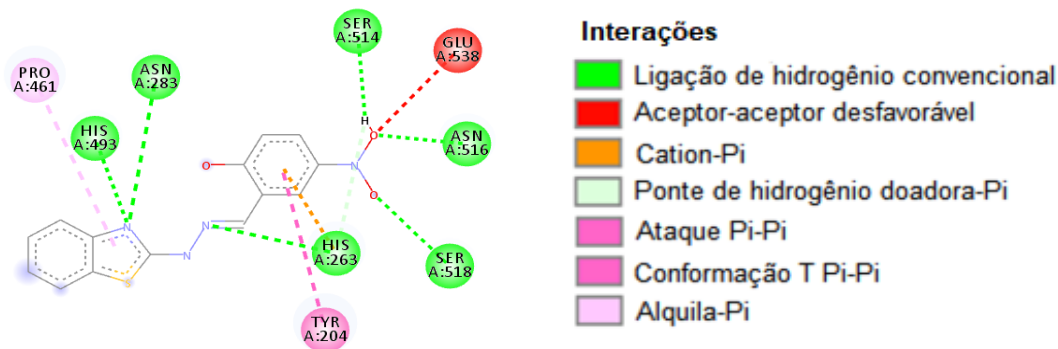 SER
A:514
GLU
A:538
PRO
A:461
ASN
A:283
HIS
A:493
H
O
ASN
A:516
O
N
O
N
N
N
S
HIS
A:263
SER
A:518
TYR
A:204
Interações
Ligação de hidrogênio convencional
Aceptor-aceptor desfavorável
Cation-Pi
Ponte de hidrogênio doadora-Pi
Ataque Pi-Pi
Conformação T Pi-Pi
Alquila-Pi